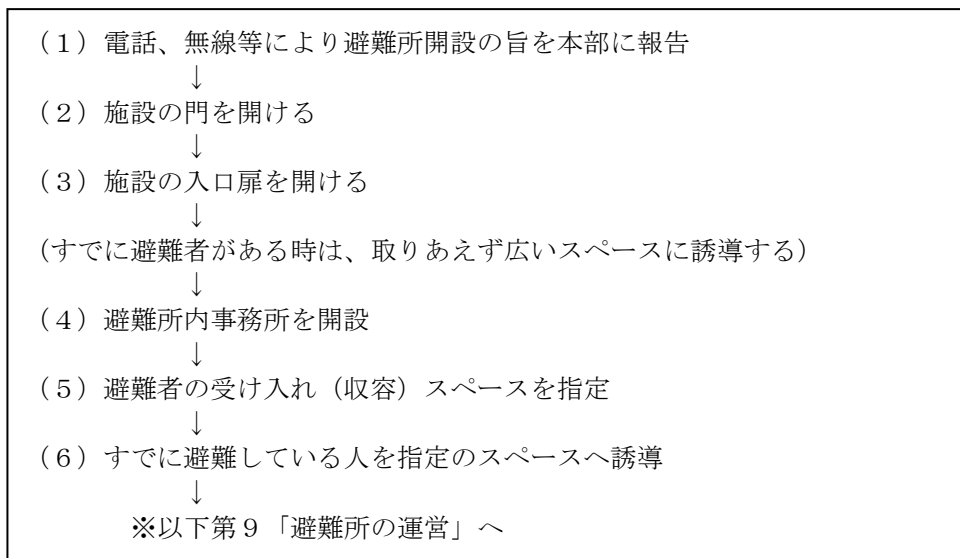 （１）電話、無線等により避難所開設の旨を本部に報告
↓
（２）施設の門を開ける
↓
（３）施設の入口扉を開ける
↓
(すでに避難者がある時は、取りあえず広いスペースに誘導する)
↓
（４）避難所内事務所を開設
↓
（５）避難者の受け入れ（収容）スペースを指定
↓
（６）すでに避難している人を指定のスペースへ誘導
↓
※以下第９「避難所の運営」へ